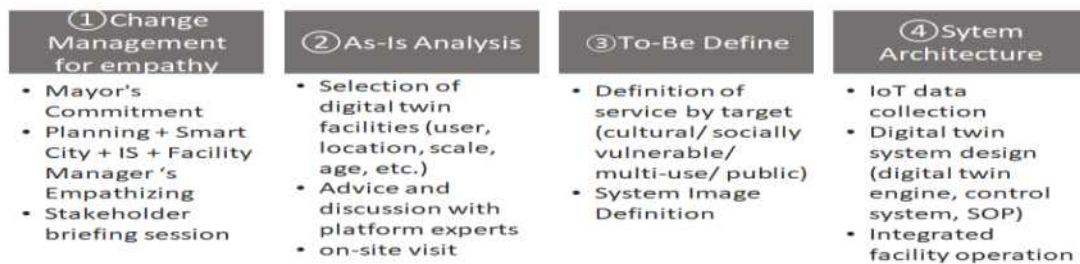 ①Change
Management
for empathy
• Mayor's
Commitment
• Planning + Smart
City + IS + Facility
Manager ‘s
Empathizing
• Stakeholder
briefing session
②As-Is Analysis
• Selection of
digital twin
facilities (user,
location, scale,
age, etc.)
• Advice and
discussion with
platform experts
• on-site visit
③To-Be Define
• Definition of
service by target
(cultural/ socially
vulnerable/
multi-use/ public)
• System Image
Definition
④Sytem
Architecture
• IoT data
collection
• Digital twin
system design
(digital twin
engine, control
system, SOP)
• Integrated
facility operation